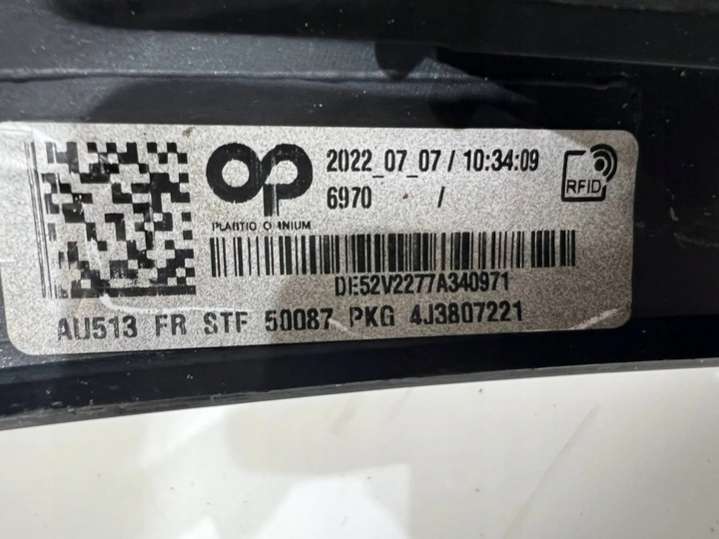 op
2022_07_07 / 10:34:09
6970 - /
RFID
DE52V2277A340971
AU513 FR STF 50087 PKG 4J3807221